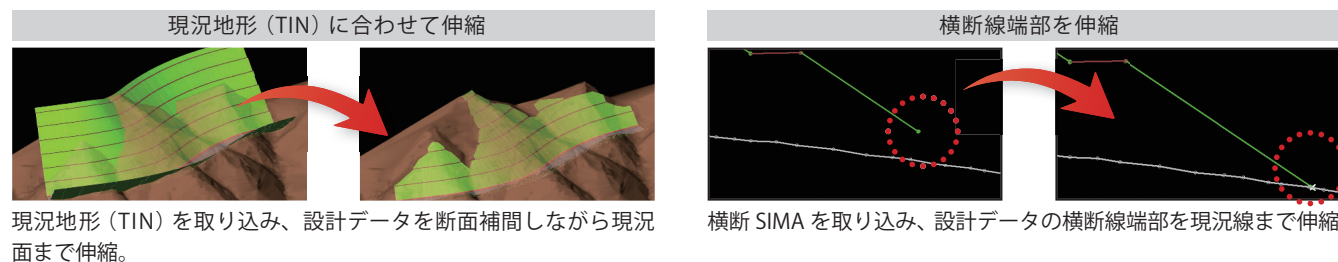 現況地形（TIN）に合わせて伸縮
現況地形（TIN）を取り込み、設計データを断面補間しながら現況
面まで伸縮。
横断線端部を伸縮
横断 SIMA を取り込み、設計データの横断線端部を現況線まで伸縮